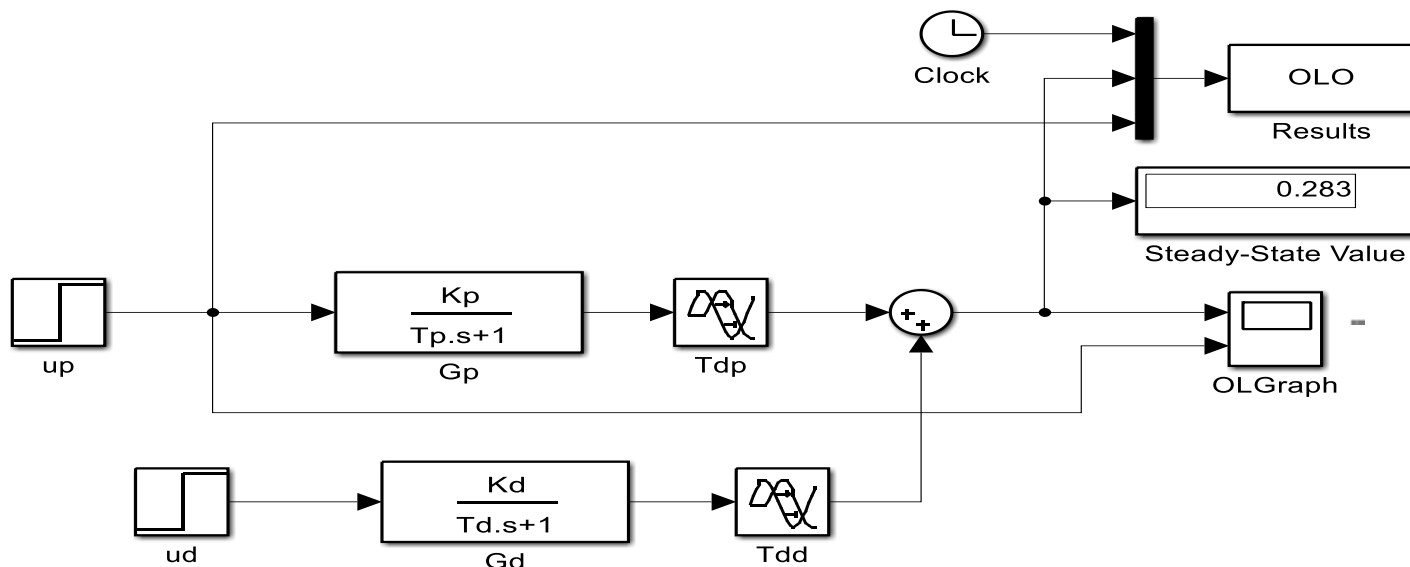 Clock
OLO
Results
0.283
Steady-State Value
up
Kp
Tp.s+1
Gp
Tdp
++
OLGraph
ud
Kd
Td.s+1
Gd
Tdd